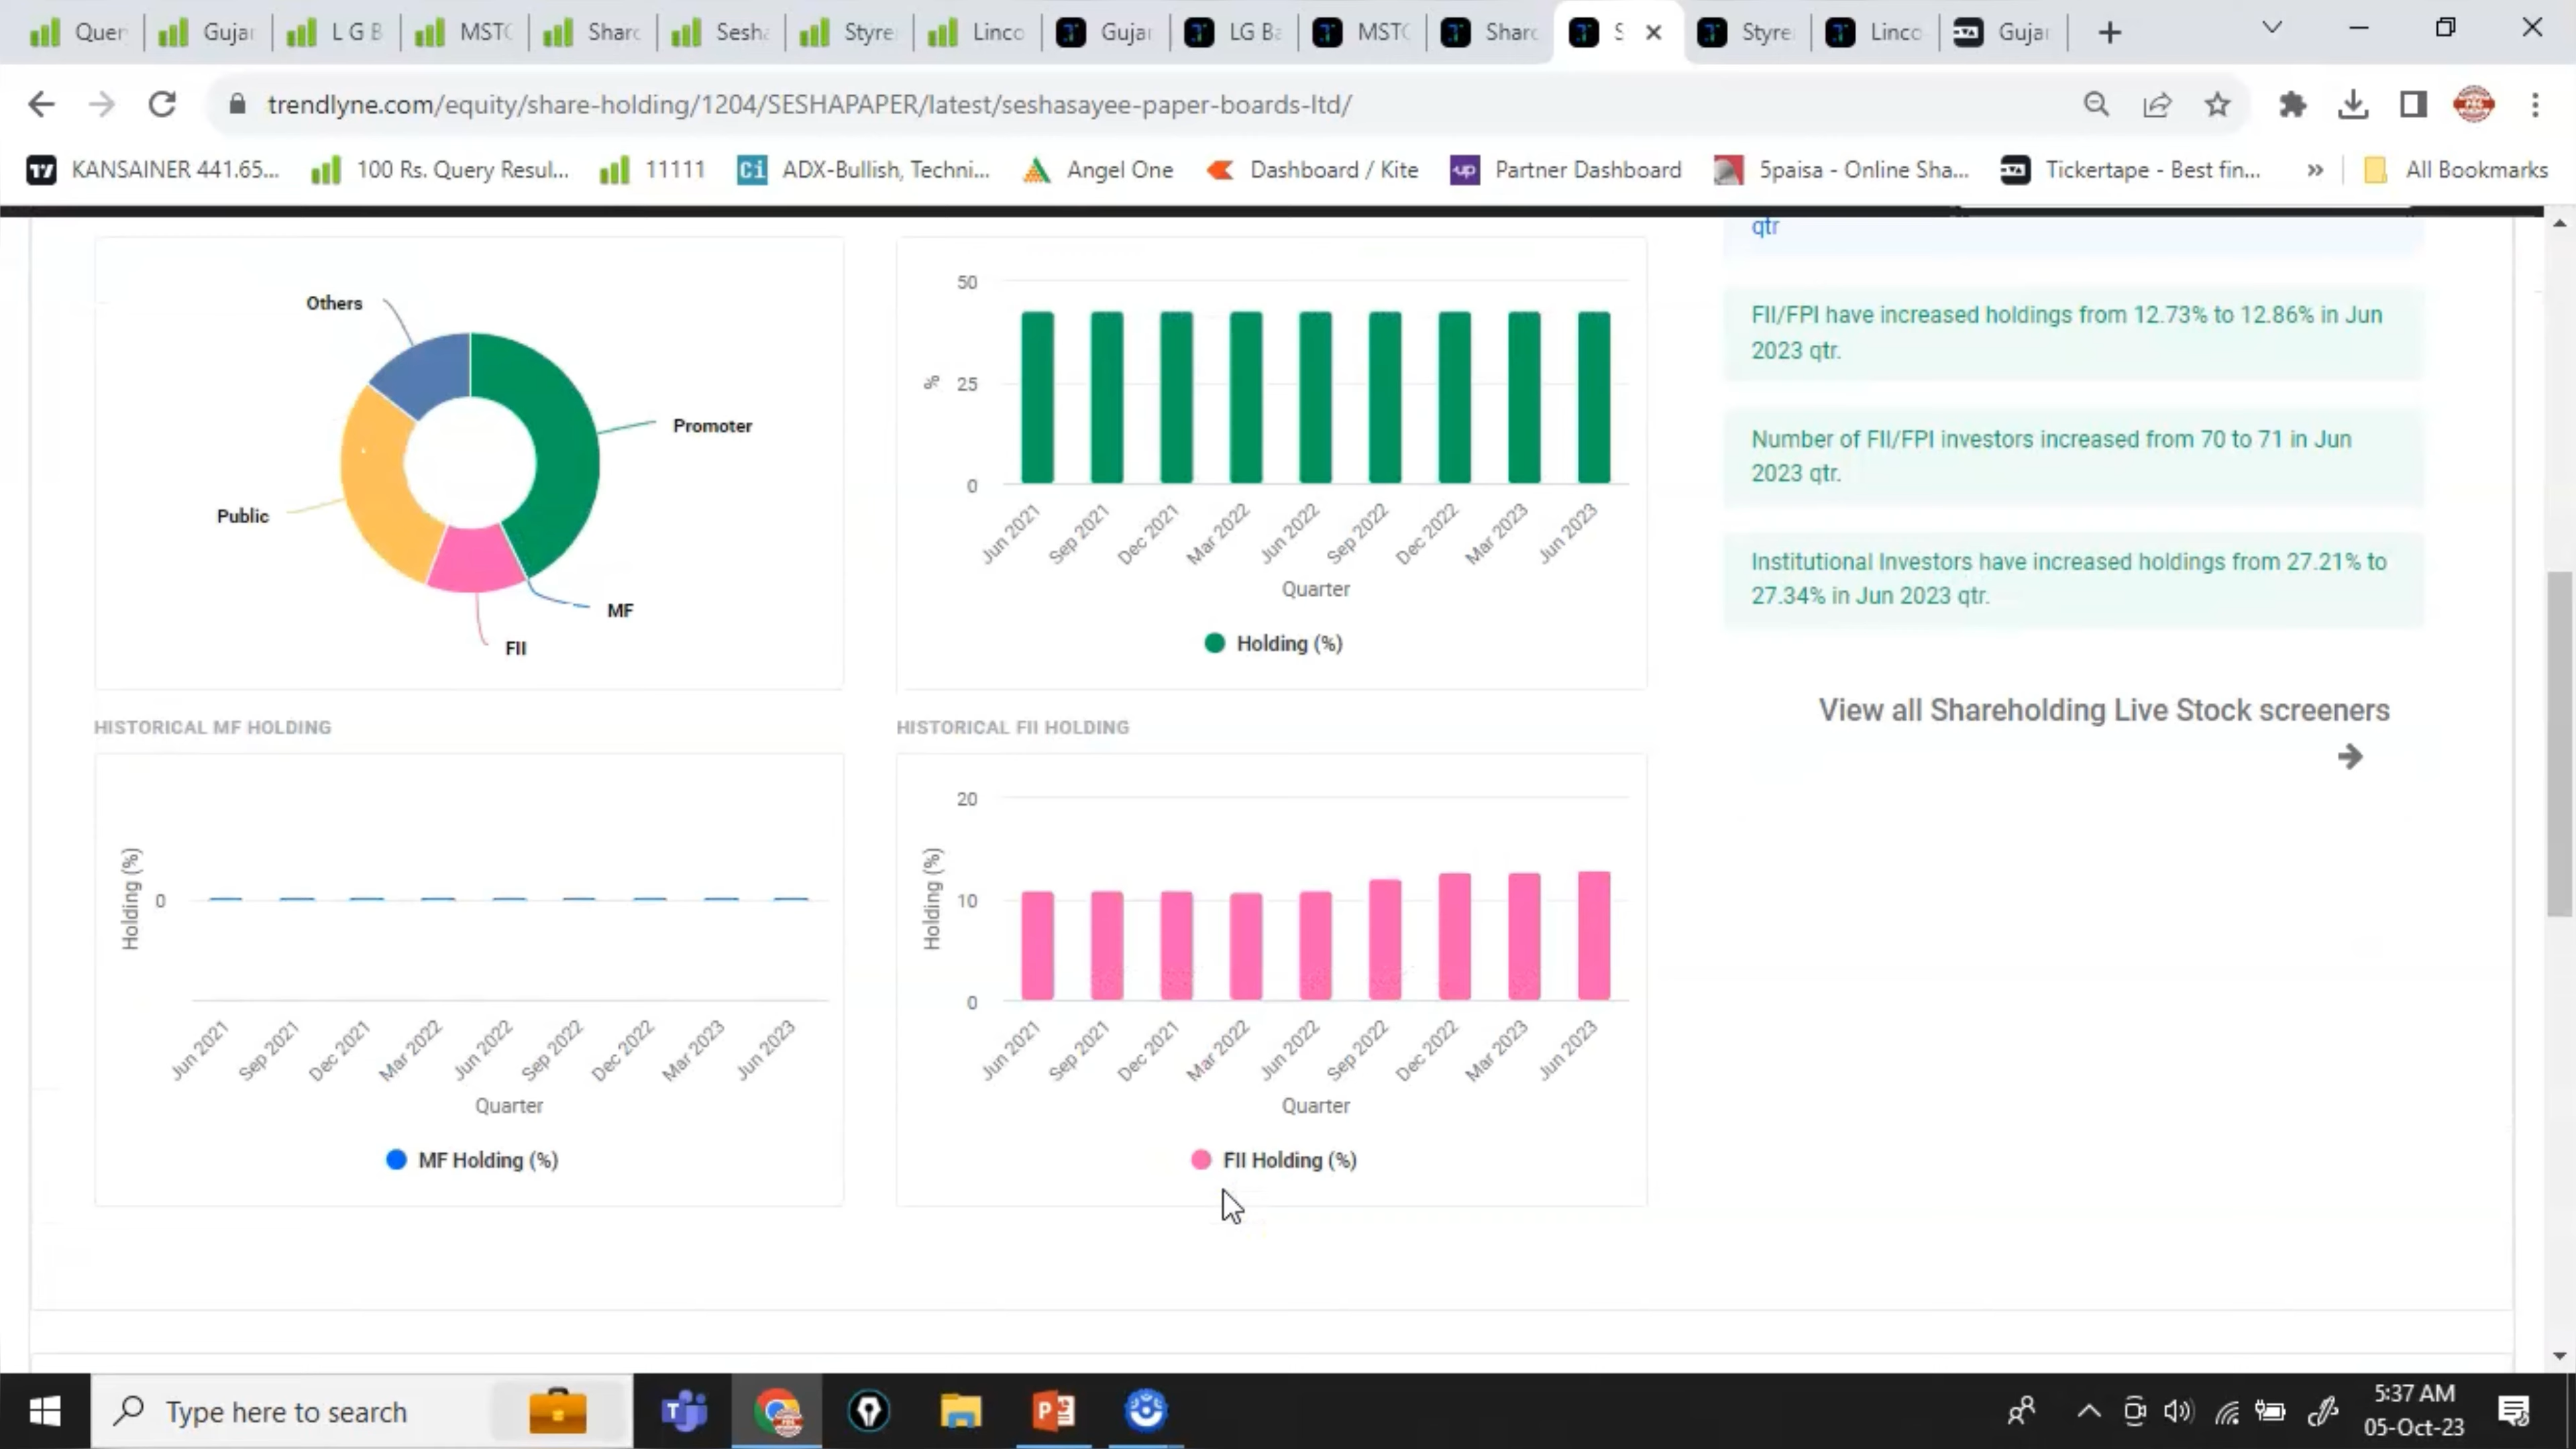 Quer
Gujar
L G B
MSTC
Share
Sesha
Styre
Linco
Gujar
LG Ba
MSTC
Share
S
Styre
Linco
Gujar
trendlyne.com/equity/share-holding/1204/SESHAPAPER/latest/seshasayee-paper-boards-ltd/
KANSAINER 441.65...
100 Rs. Query Resul...
11111
Ci
ADX-Bullish, Techni...
Angel One
Dashboard / Kite
up
Partner Dashboard
5paisa - Online Sha...
Tickertape - Best fin...
»
All Bookmarks
Others
Promoter
Public
MF
FII
50
25
0
%
Jun 2021
Sep 2021
Dec 2021
Mar 2022
Jun 2022
Sep 2022
Dec 2022
Mar 2023
Jun 2023
Quarter
Holding (%)
qtr
FII/FPI have increased holdings from 12.73% to 12.86% in Jun
2023 qtr.
Number of FII/FPI investors increased from 70 to 71 in Jun
2023 qtr.
Institutional Investors have increased holdings from 27.21% to
27.34% in Jun 2023 qtr.
View all Shareholding Live Stock screeners
HISTORICAL MF HOLDING
Holding (%)
0
Jun 2021
Sep 2021
Dec 2021
Mar 2022
Jun 2022
Sep 2022
Dec 2022
Mar 2023
Jun 2023
Quarter
MF Holding (%)
HISTORICAL FII HOLDING
20
10
0
Holding (%)
Jun 2021
Sep 2021
Dec 2021
Mar 2022
Jun 2022
Sep 2022
Dec 2022
Mar 2023
Jun 2023
Quarter
FII Holding (%)
Type here to search
5:37 AM
05-Oct-23